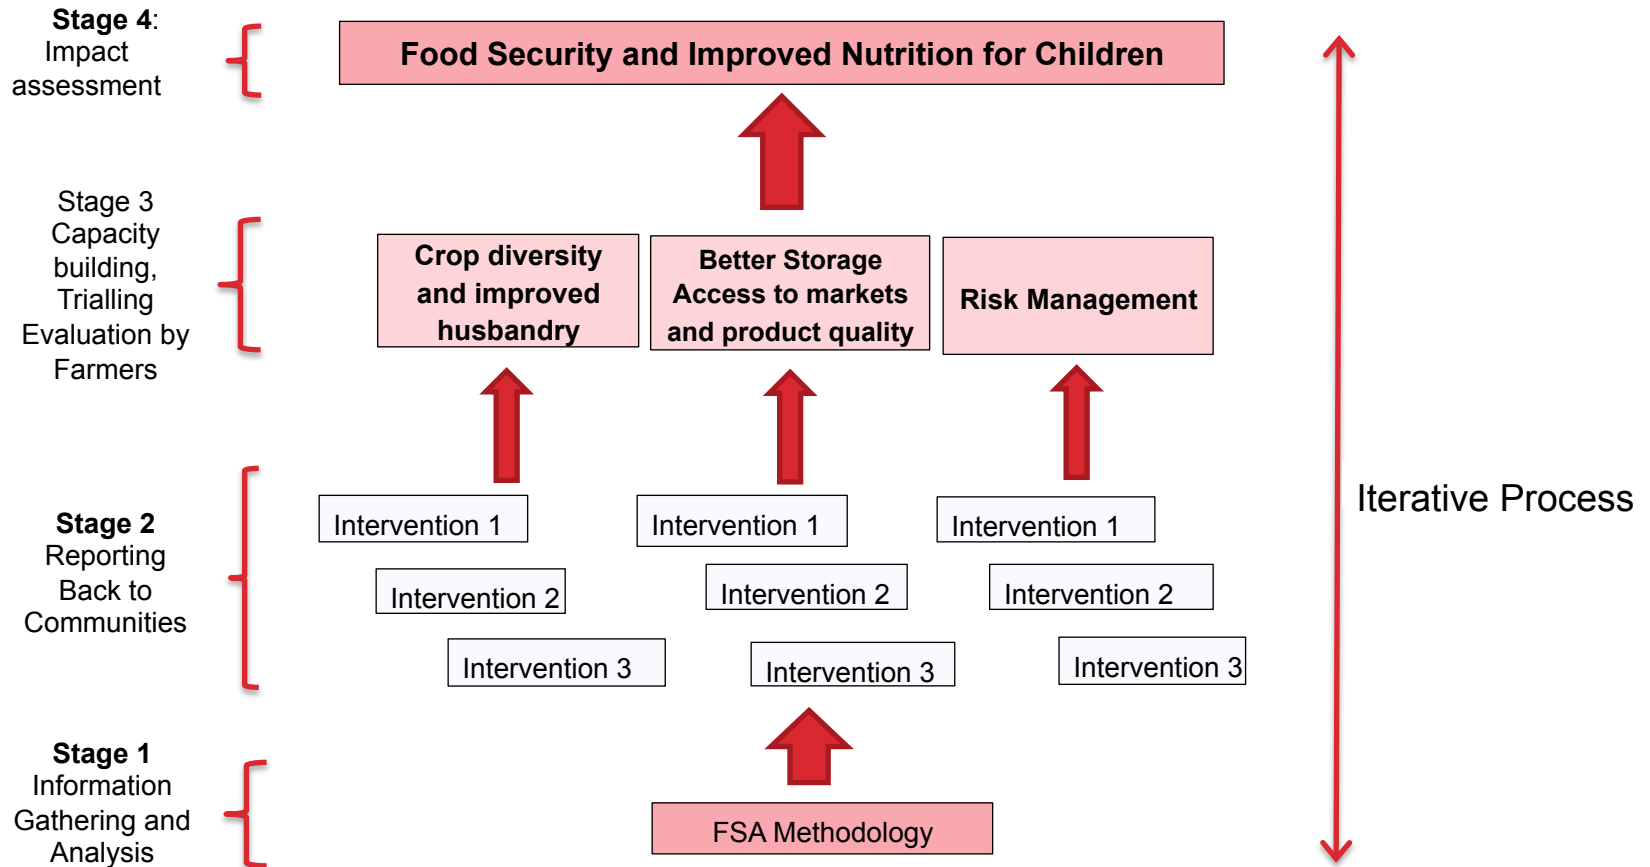 Stage 4:
Impact
assessment
Food Security and Improved Nutrition for Children
Stage 3
Capacity
building,
Trialling
Evaluation by
Farmers
Crop diversity
and improved
husbandry
Better Storage
Access to markets
and product quality
Risk Management
Iterative Process
Stage 2
Reporting
Back to
Communities
Intervention 1
Intervention 1
Intervention 1
Intervention 2
Intervention 2
Intervention 2
Intervention 3
Intervention 3
Intervention 3
Stage 1
Information
Gathering and
Analysis
FSA Methodology